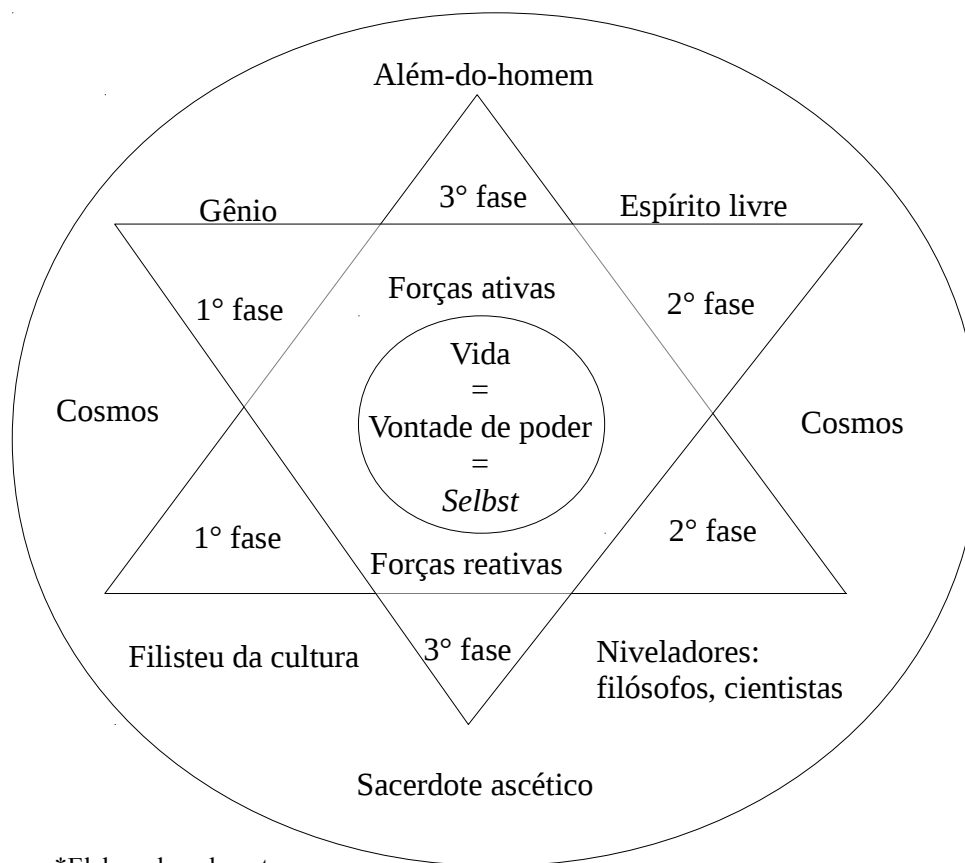 Além-do-homem
3° fase
Gênio
Espírito livre
1° fase
Forças ativas
2° fase
Vida
=
Vontade de poder
=
Selbst
Cosmos
Cosmos
1° fase
2° fase
Forças reativas
Filisteu da cultura
3° fase
Niveladores:
filósofos, cientistas
Sacerdote ascético